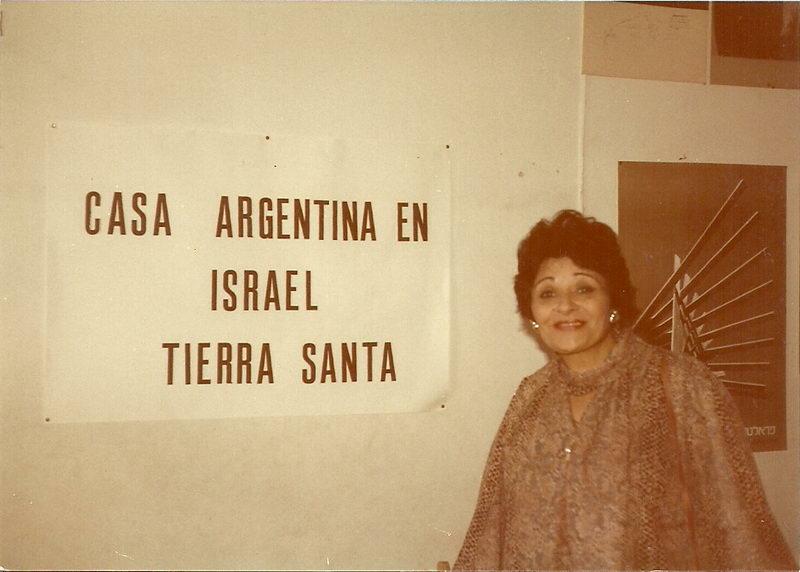 CASA ARGENTINA EN
ISRAEL
TIERRA SANTA